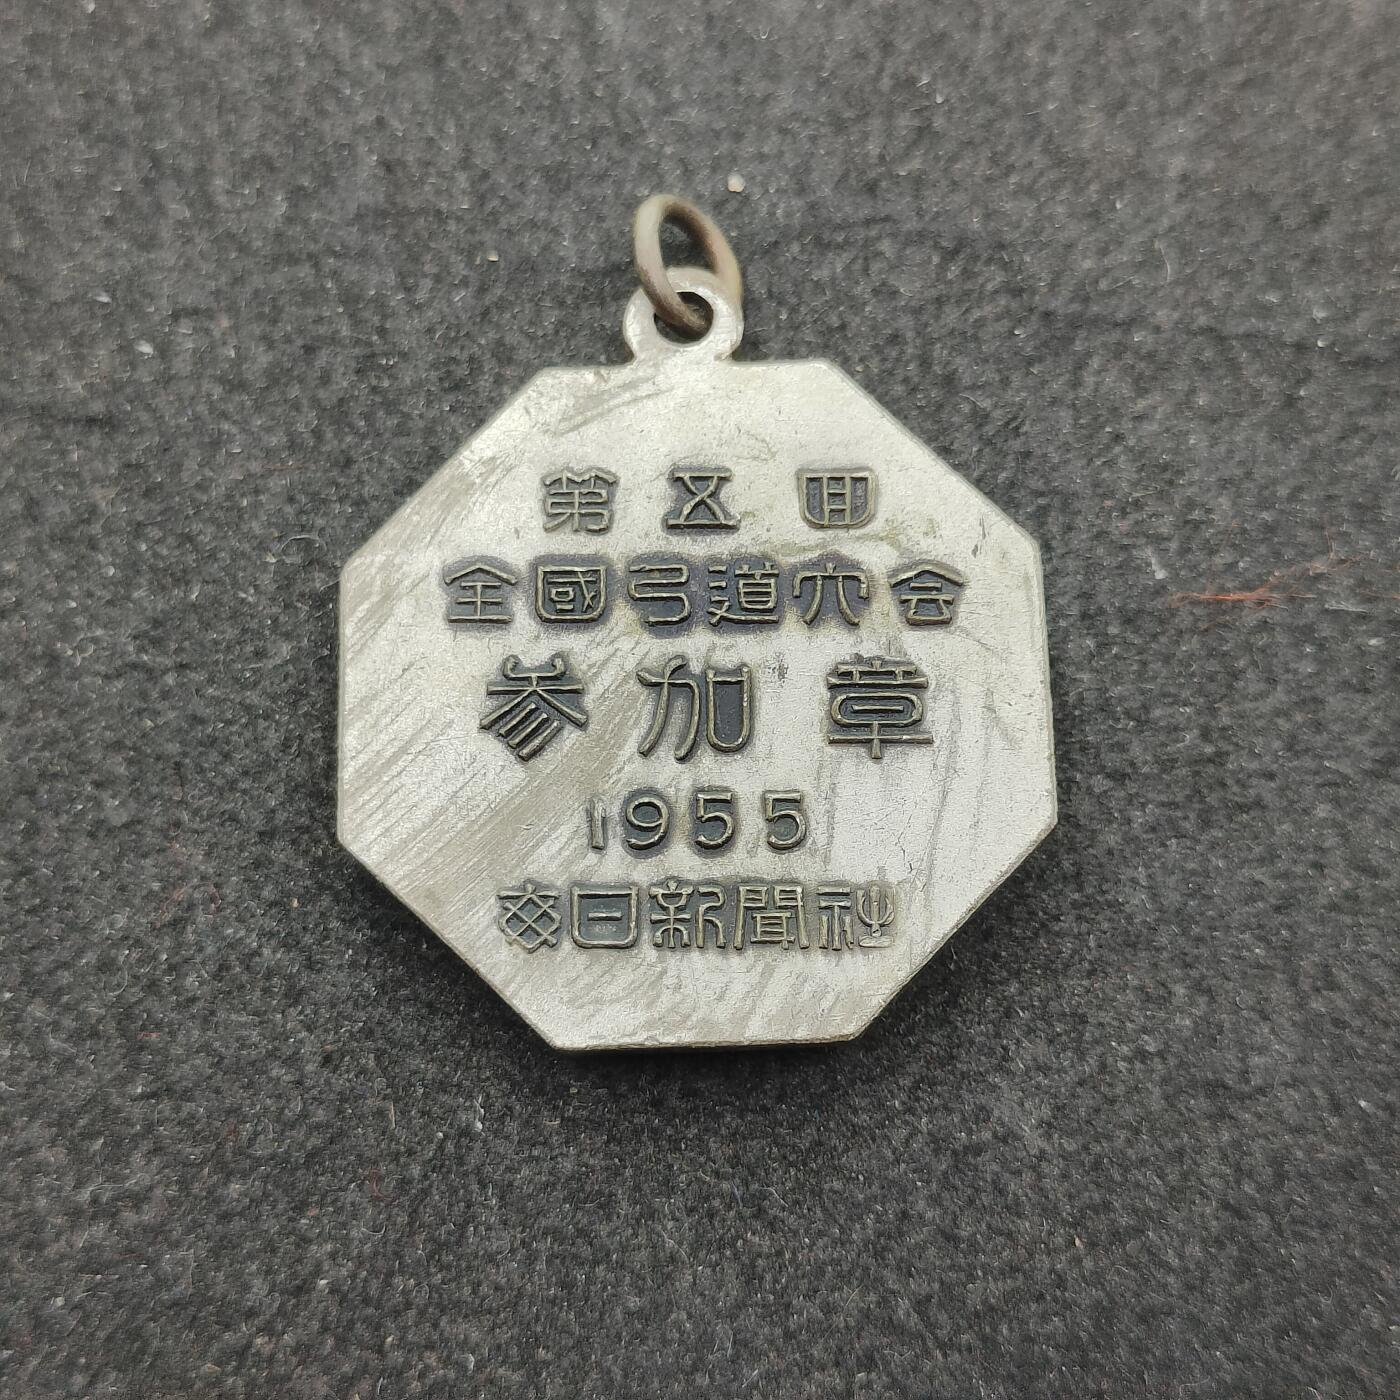 第五回
全國弓道大会
参加章
1955
毎日新聞社